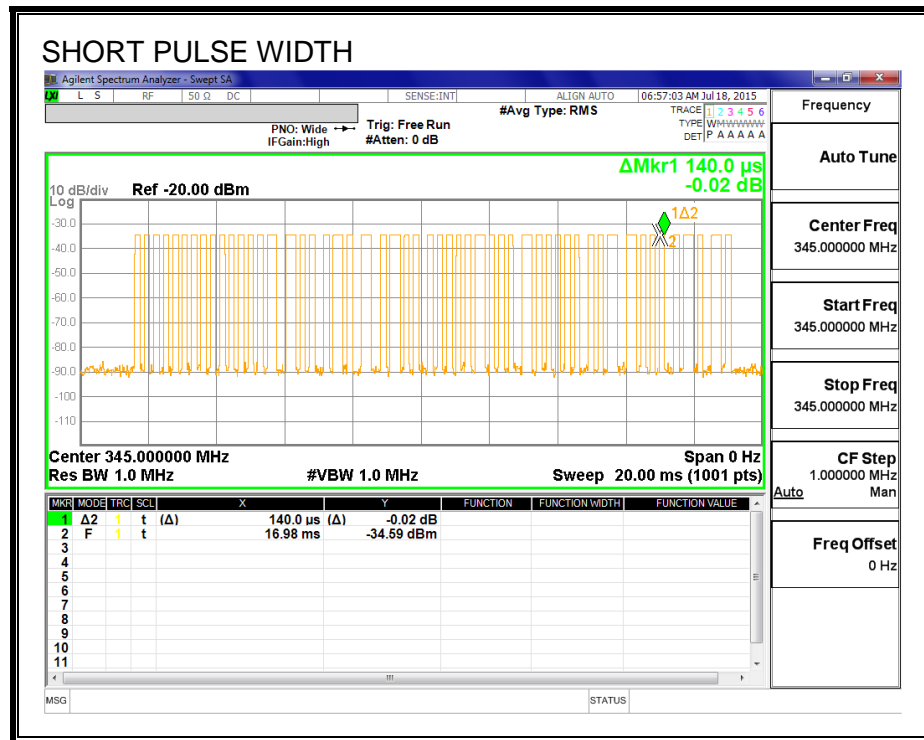 SHORT PULSE WIDTH
Agilent Spectrum Analyzer - Swept SA
LXI L S RF 50 Ω DC SENSE:INT ALIGN AUTO 06:57:03 AM Jul 18, 2015
PNO: Wide
IFGain:High
Trig: Free Run
#Atten: 0 dB
#Avg Type: RMS
TRACE 1 2 3 4 5 6
TYPE WMWWWWW
DET P A A A A A
ΔMkr1 140.0 µs
-0.02 dB
10 dB/div
Log
Ref -20.00 dBm
1Δ2
2
-30.0
-40.0
-50.0
-60.0
-70.0
-80.0
-90.0
-100
-110
Center 345.000000 MHz
Span 0 Hz
Res BW 1.0 MHz
#VBW 1.0 MHz
Sweep 20.00 ms (1001 pts)
MKR MODE TRC SCL X Y FUNCTION FUNCTION WIDTH FUNCTION VALUE
1 Δ2 1 t (Δ) 140.0 µs (Δ) -0.02 dB
2 F 1 t 16.98 ms -34.59 dBm
3
4
5
6
7
8
9
10
11
MSG
STATUS
Frequency
Auto Tune
Center Freq
345.000000 MHz
Start Freq
345.000000 MHz
Stop Freq
345.000000 MHz
CF Step
1.000000 MHz
Auto Man
Freq Offset
0 Hz